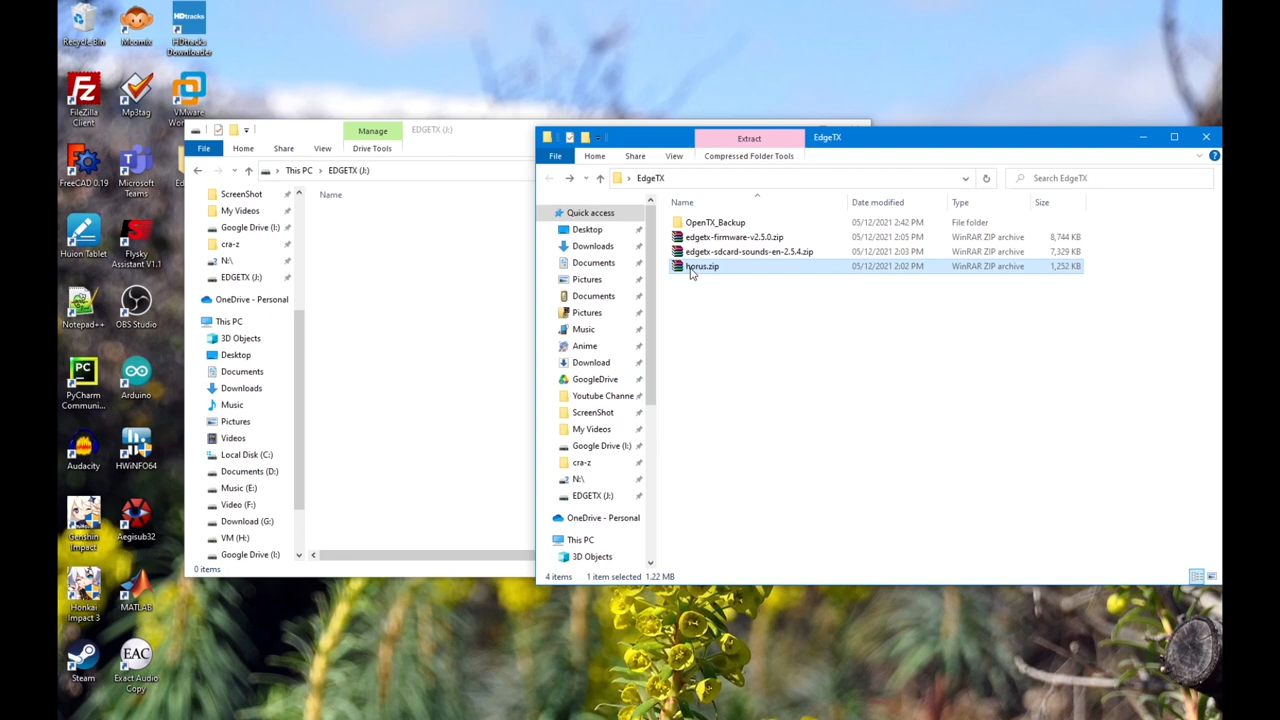 Recycle Bin
Mcomix
HDtracks
Downloader
FileZilla
Client
Mp3tag
VMware
Wor
FreeCAD 0.19
Microsoft
Teams
Huion Tablet
Flysky
Assistant V1.1
Notepad++
OBS Studio
PyCharm
Communi...
Arduino
Audacity
HWiNFO64
Genshin
Impact
Aegisub32
Honkai
Impact 3
MATLAB
Steam
EAC
Exact Audio
Copy
Manage
EDGETX (J:)
File
Home
Share
View
Drive Tools
This PC
EDGETX (J:)
Name
ScreenShot
My Videos
Google Drive (I:)
cra-z
N:\
EDGETX (J:)
OneDrive - Personal
This PC
3D Objects
Desktop
Documents
Downloads
Music
Pictures
Videos
Local Disk (C:)
Documents (D:)
Music (E:)
Video (F:)
Download (G:)
VM (H:)
Google Drive (I:)
0 items
Extract
EdgeTX
File
Home
Share
View
Compressed Folder Tools
EdgeTX
Search EdgeTX
Name
Date modified
Type
Size
OpenTX_Backup 05/12/2021 2:42 PM File folder
edgetx-firmware-v2.5.0.zip 05/12/2021 2:05 PM WinRAR ZIP archive 8,744 KB
edgetx-sdcard-sounds-en-2.5.4.zip 05/12/2021 2:03 PM WinRAR ZIP archive 7,329 KB
horus.zip 05/12/2021 2:02 PM WinRAR ZIP archive 1,252 KB
Quick access
Desktop
Downloads
Documents
Pictures
Documents
Pictures
Music
Anime
Download
GoogleDrive
Youtube Channe
ScreenShot
My Videos
Google Drive (I:)
cra-z
N:\
EDGETX (J:)
OneDrive - Personal
This PC
3D Objects
4 items
1 item selected 1.22 MB